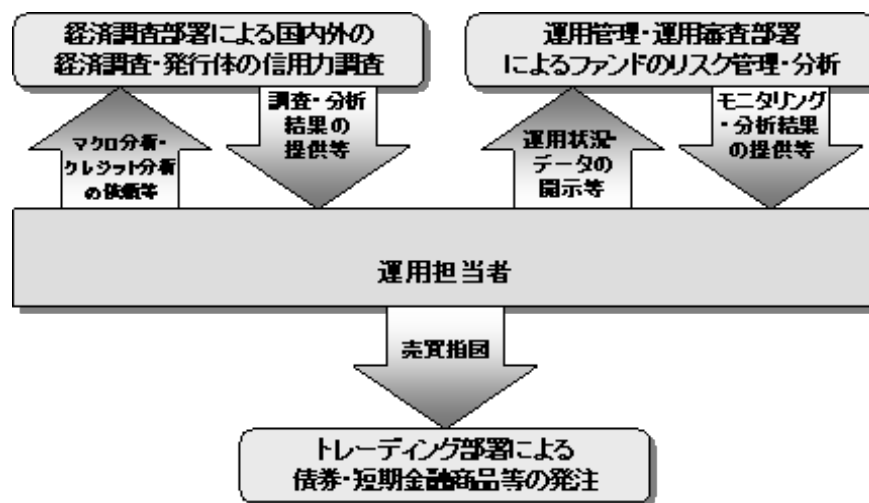 経済調査部署による国内外の
経済調査・発行体の信用力調査
運用管理・運用審査部署
によるファンドのリスク管理・分析
マクロ分析・
クレジット分析
の依頼等
調査・分析
結果の
提供等
運用状況・
データの
開示等
モニタリング
・分析結果
の提供等
運用担当者
売買指図
トレーディング部署による
債券・短期金融商品等の発注